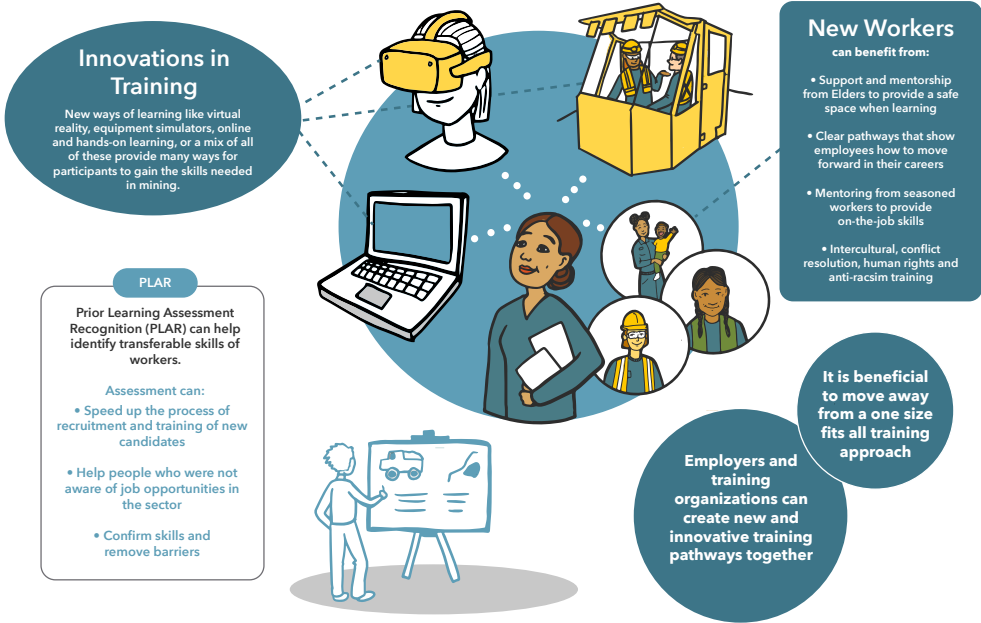 Innovations in
Training
New ways of learning like virtual
reality, equipment simulators, online
and hands-on learning, or a mix of all
of these provide many ways for
participants to gain the skills needed
in mining.
New Workers
can benefit from:
• Support and mentorship
from Elders to provide a safe
space when learning
• Clear pathways that show
employees how to move
forward in their careers
• Mentoring from seasoned
workers to provide
on-the-job skills
• Intercultural, conflict
resolution, human rights and
anti-racsim training
PLAR
Prior Learning Assessment
Recognition (PLAR) can help
identify transferable skills of
workers.
Assessment can:
• Speed up the process of
recruitment and training of new
candidates
• Help people who were not
aware of job opportunities in
the sector
• Confirm skills and
remove barriers
It is beneficial
to move away
from a one size
fits all training
approach
Employers and
training
organizations can
create new and
innovative training
pathways together